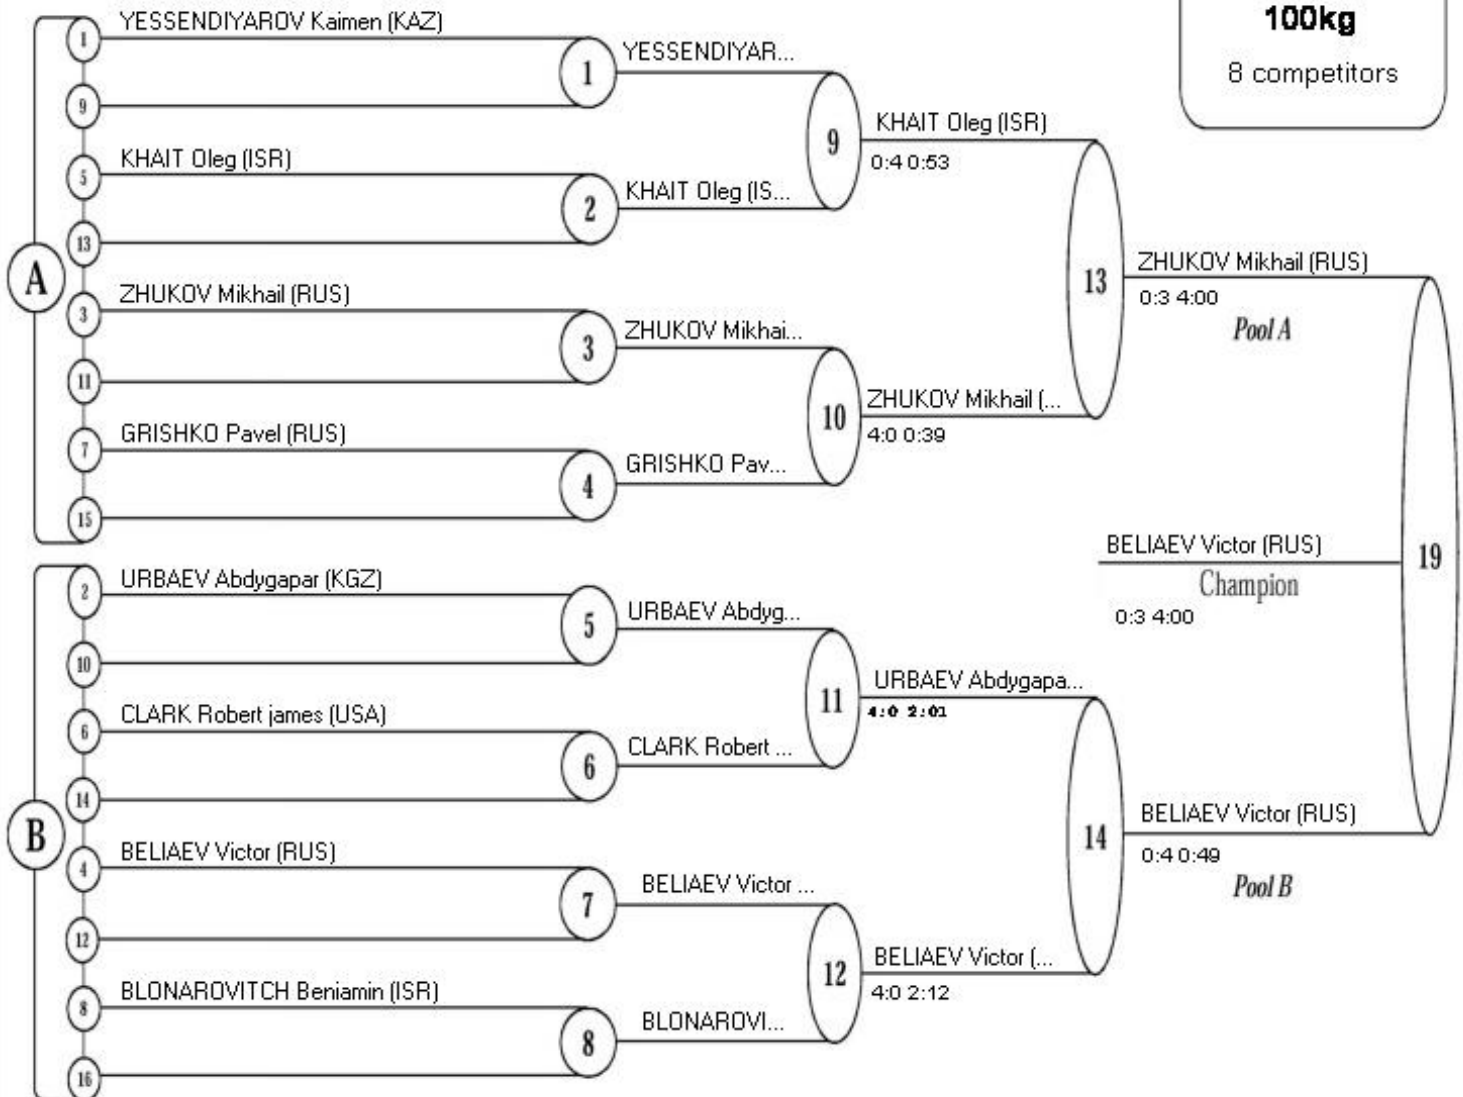 100kg
8 competitors
A
1
YESSENDIYAROV Kaimen (KAZ)
9
5
KHAIT Oleg (ISR)
13
3
ZHUKOV Mikhail (RUS)
11
7
GRISHKO Pavel (RUS)
15
1
YESSENDIYAR...
2
KHAIT Oleg (IS...
3
ZHUKOV Mikhai...
4
GRISHKO Pav...
9
KHAIT Oleg (ISR)
0:4 0:53
10
ZHUKOV Mikhail (...
4:0 0:39
13
ZHUKOV Mikhail (RUS)
0:3 4:00
Pool A
B
2
URBAEV Abdygapar (KGZ)
10
6
CLARK Robert james (USA)
14
4
BELIAEV Victor (RUS)
12
8
BLONAROVITCH Beniamin (ISR)
16
5
URBAEV Abdyg...
6
CLARK Robert ...
7
BELIAEV Victor ...
8
BLONAROVI...
11
URBAEV Abdygapa...
4:0 2:01
12
BELIAEV Victor (...
4:0 2:12
14
BELIAEV Victor (RUS)
0:4 0:49
Pool B
19
BELIAEV Victor (RUS)
Champion
0:3 4:00